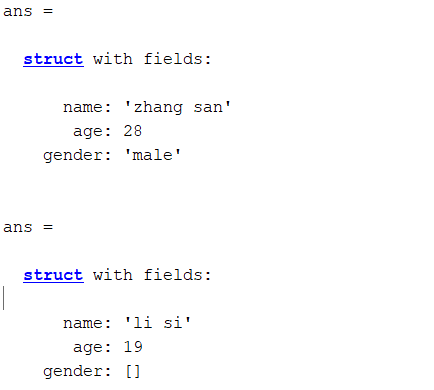 ans =
struct with fields:
name: 'zhang san'
age: 28
gender: 'male'
ans =
struct with fields:
name: 'li si'
age: 19
gender: []